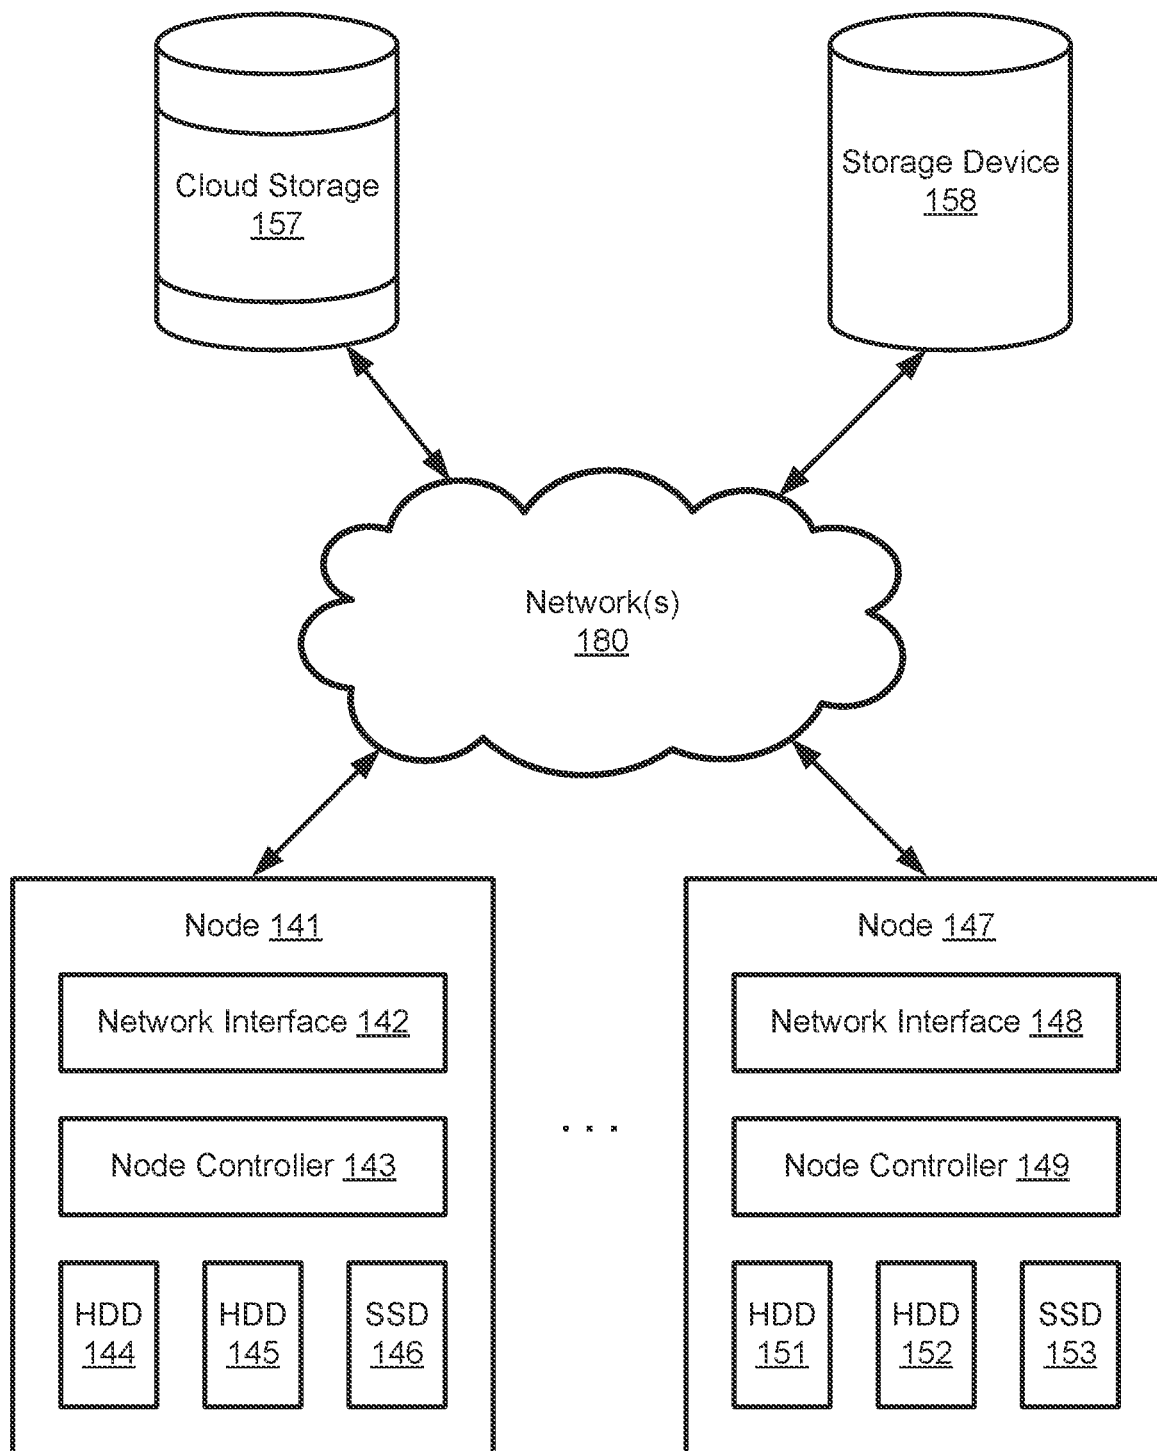 Cloud Storage
157
Storage Device
158
Network(s)
180
Node 141
Network Interface 142
Node Controller 143
HDD
144
HDD
145
SSD
146
. . .
Node 147
Network Interface 148
Node Controller 149
HDD
151
HDD
152
SSD
153